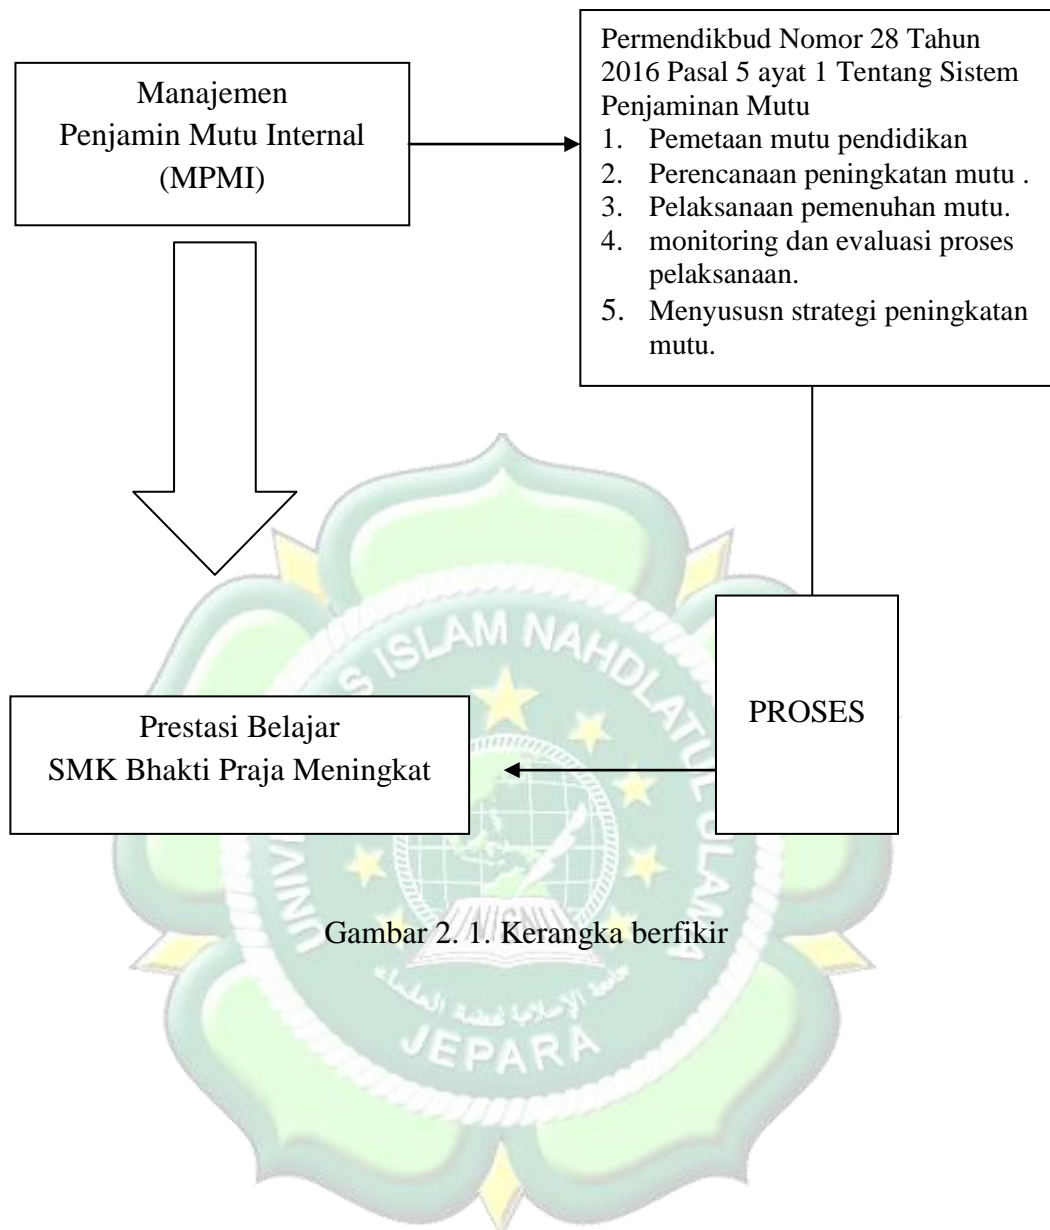 Manajemen
Penjamin Mutu Internal
(MPMI)
Permendikbud Nomor 28 Tahun
2016 Pasal 5 ayat 1 Tentang Sistem
Penjaminan Mutu
1. Pemetaan mutu pendidikan
2. Perencanaan peningkatan mutu .
3. Pelaksanaan pemenuhan mutu.
4. monitoring dan evaluasi proses
pelaksanaan.
5. Menyususn strategi peningkatan
mutu.
PROSES
Prestasi Belajar
SMK Bhakti Praja Meningkat
Gambar 2. 1. Kerangka berfikir
ISLAM NAHDLATUL ULAMA
JEPARA